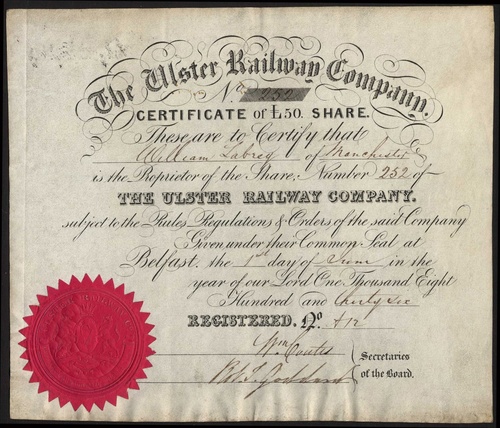 The Ulster Railway Company.
No. 252
CERTIFICATE OF £50. SHARE.
These are to Certify that
William of Manchester
is the Proprietor of the Share, Number 252 of
THE ULSTER RAILWAY COMPANY.
subject to the Rules, Regulations & Orders of the said Company
Given under their Common Seal at
Belfast, the 1st day of June in the
year of our Lord One Thousand Eight
Hundred and thirty six
REGISTERED. No.
Wm Coates
Secretaries
of the Board.